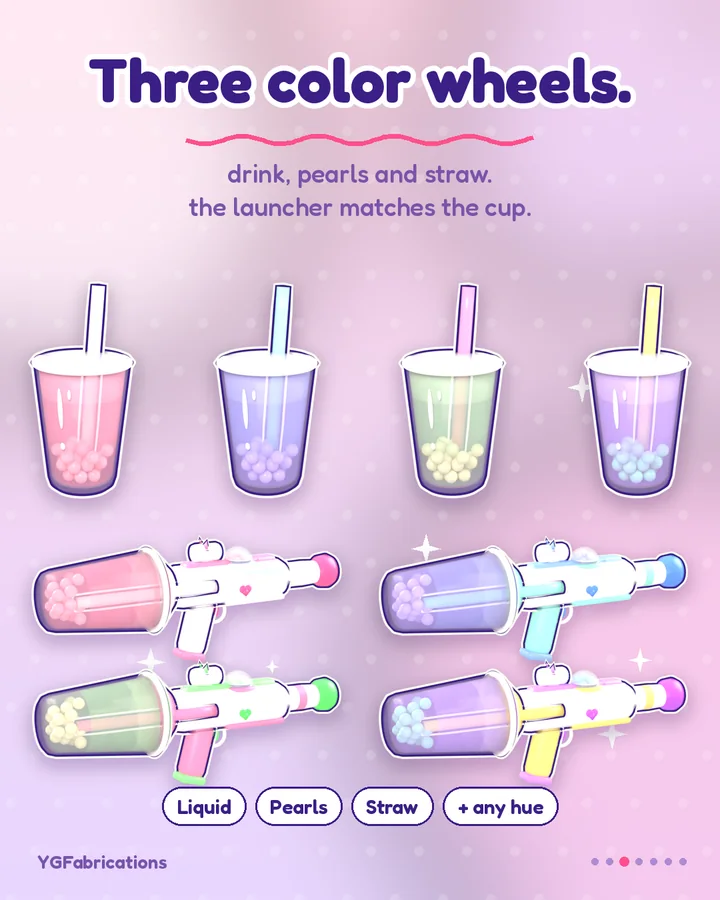 Three color wheels.
drink, pearls and straw.
the launcher matches the cup.
Liquid
Pearls
Straw
+ any hue
YGFabrications